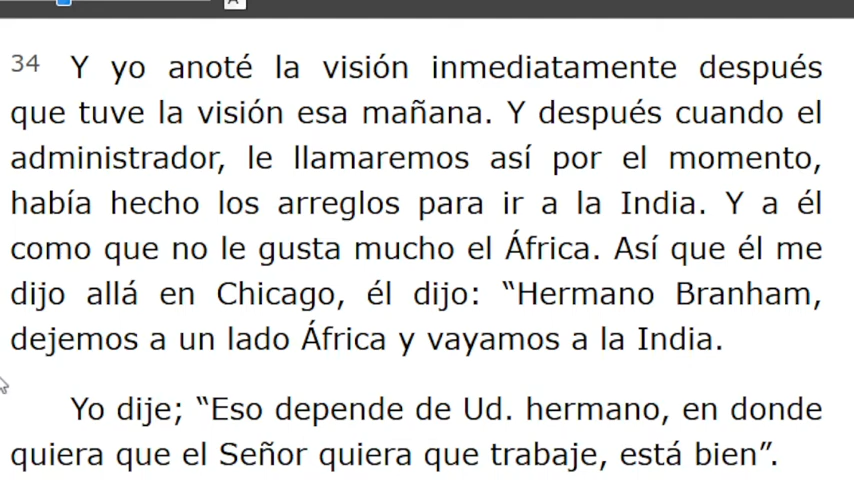 34 Y yo anoté la visión inmediatamente después
que tuve la visión esa mañana. Y después cuando el
administrador, le llamaremos así por el momento,
había hecho los arreglos para ir a la India. Y a él
como que no le gusta mucho el África. Así que él me
dijo allá en Chicago, él dijo: “Hermano Branham,
dejemos a un lado África y vayamos a la India.
Yo dije; “Eso depende de Ud. hermano, en donde
quiera que el Señor quiera que trabaje, está bien”.